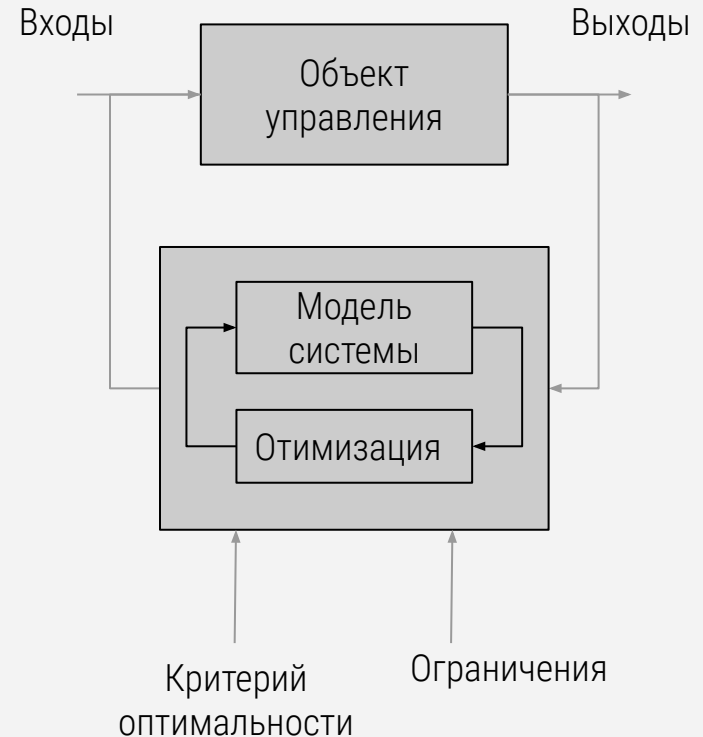 Входы
Выходы
Объект
управления
Модель
системы
Отимизация
Критерий
оптимальности
Ограничения